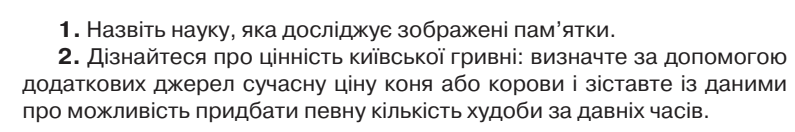 1. Назвіть науку, яка досліджує зображені пам’ятки.
2. Дізнайтеся про цінність київської гривні: визначте за допомогою
додаткових джерел сучасну ціну коня або корови і зіставте із даними
про можливість придбати певну кількість худоби за давніх часів.